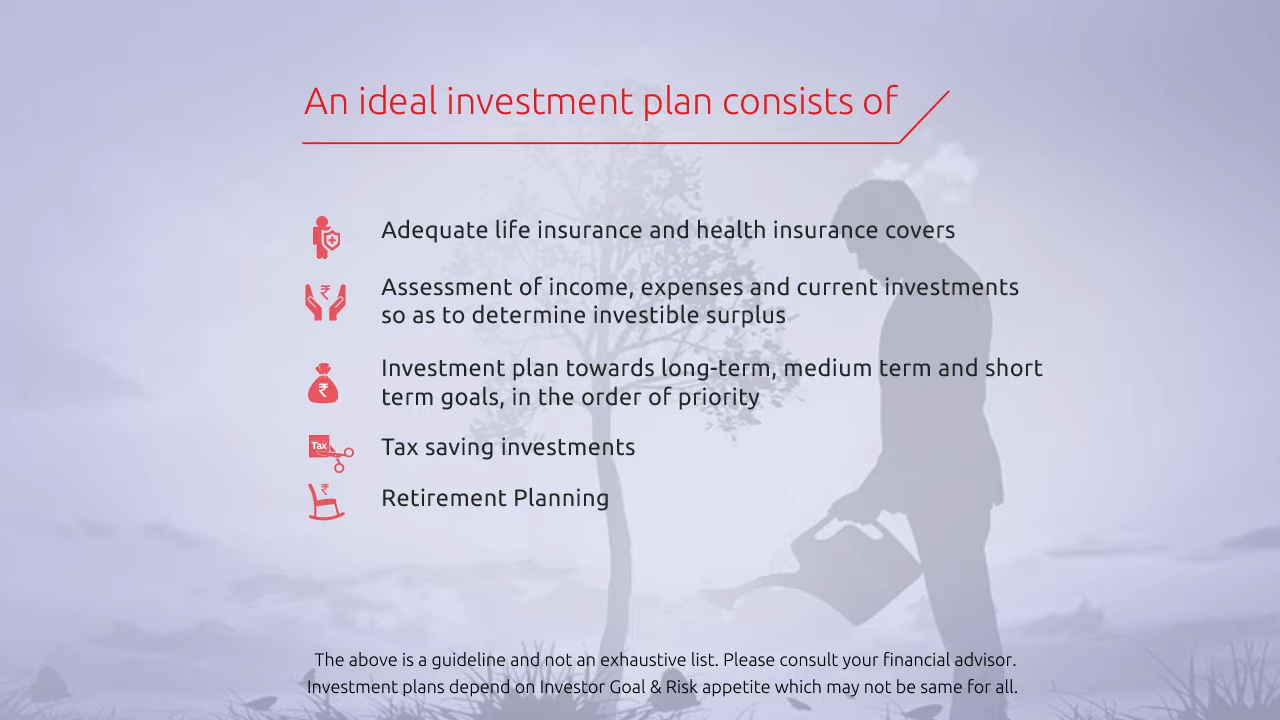 An ideal investment plan consists of
Adequate life insurance and health insurance covers
₹
Assessment of income, expenses and current investments
so as to determine investible surplus
₹
Investment plan towards long-term, medium term and short
term goals, in the order of priority
Tax
Tax saving investments
₹
Retirement Planning
The above is a guideline and not an exhaustive list. Please consult your financial advisor.
Investment plans depend on Investor Goal & Risk appetite which may not be same for all.